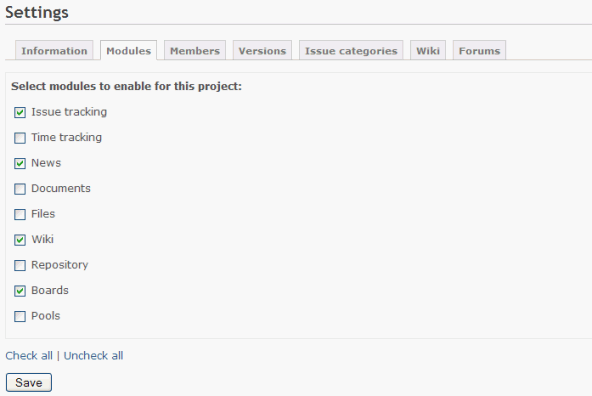 Settings
Information Modules Members Versions Issue categories Wiki Forums
Select modules to enable for this project:
Issue tracking
Time tracking
News
Documents
Files
Wiki
Repository
Boards
Pools
Check all | Uncheck all
Save